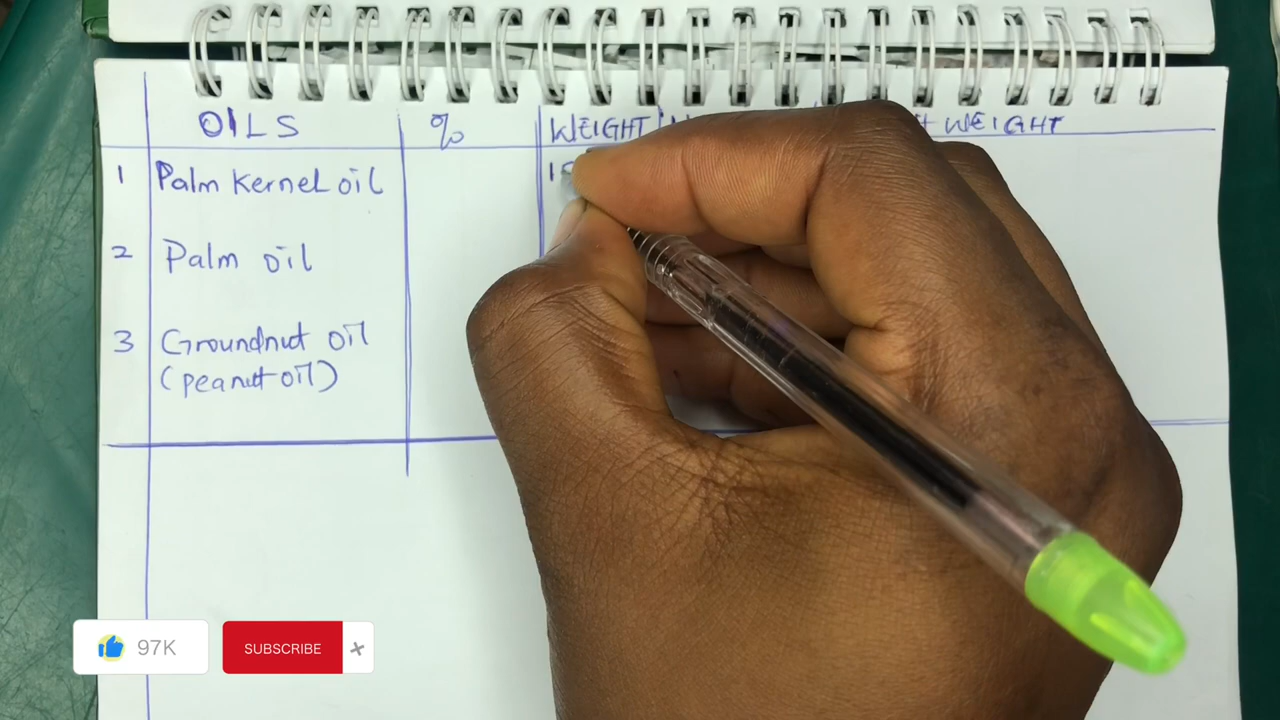 OILS % WEIGHT WEIGHT
1 Palm Kernel oil
2 Palm oil
3 Groundnut oil
(peanut oil)
97K SUBSCRIBE